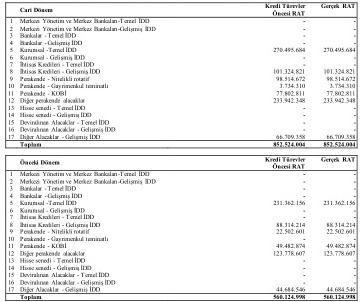 Cari Dönem Kredi Türevler Öncesi RAT Gerçek RAT
1 Merkezi Yönetim ve Merkez Bankaları-Temel İDD - -
2 Merkezi Yönetim ve Merkez Bankaları-Gelişmiş İDD - -
3 Bankalar - Temel İDD - -
4 Bankalar - Gelişmiş İDD - -
5 Kurumsal -Temel İDD 270.495.684 270.495.684
6 Kurumsal - Gelişmiş İDD - -
7 İhtisas Kredileri - Temel İDD - -
8 İhtisas Kredileri - Gelişmiş İDD 101.324.821 101.324.821
9 Perakende - Nitelikli rotatif 98.514.672 98.514.672
10 Perakende - Gayrimenkul teminatlı 3.734.310 3.734.310
11 Perakende - KOBİ 77.802.811 77.802.811
12 Diğer perakende alacaklar 233.942.348 233.942.348
13 Hisse senedi - Temel İDD - -
14 Hisse senedi - Gelişmiş İDD - -
15 Devralınan Alacaklar - Temel İDD - -
16 Devralınan Alacaklar - Gelişmiş İDD - -
17 Diğer Alacaklar - Gelişmiş İDD 66.709.358 66.709.358
Toplam 852.524.004 852.524.004
Önceki Dönem Kredi Türevler Öncesi RAT Gerçek RAT
1 Merkezi Yönetim ve Merkez Bankaları-Temel İDD - -
2 Merkezi Yönetim ve Merkez Bankaları-Gelişmiş İDD - -
3 Bankalar -Temel İDD - -
4 Bankalar - Gelişmiş İDD - -
5 Kurumsal -Temel İDD 231.362.156 231.362.156
6 Kurumsal - Gelişmiş İDD - -
7 İhtisas Kredileri - Temel İDD - -
8 İhtisas Kredileri - Gelişmiş İDD 88.314.214 88.314.214
9 Perakende - Nitelikli rotatif 22.502.601 22.502.601
10 Perakende - Gayrimenkul teminatlı - -
11 Perakende - KOBİ 49.482.874 49.482.874
12 Diğer perakende alacaklar 123.778.607 123.778.607
13 Hisse senedi - Temel İDD - -
14 Hisse senedi - Gelişmiş İDD - -
15 Devralınan Alacaklar - Temel İDD - -
16 Devralınan Alacaklar - Gelişmiş İDD - -
17 Diğer Alacaklar - Gelişmiş İDD 44.684.546 44.684.546
Toplam 560.124.998 560.124.998